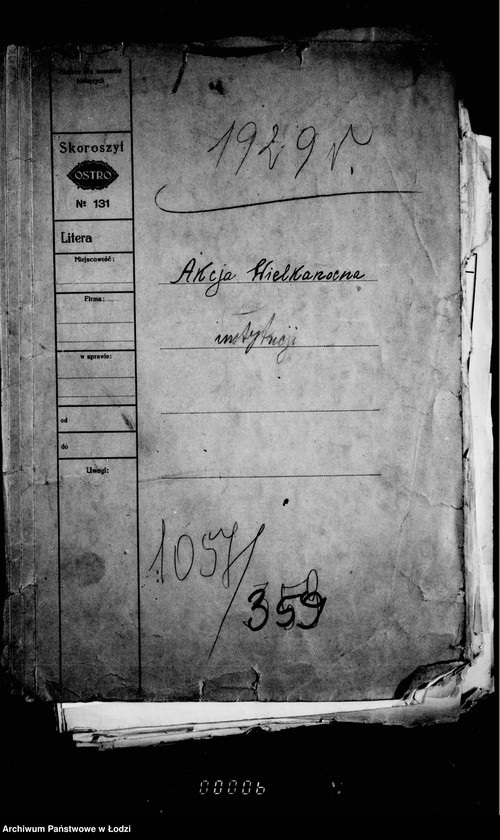 1929 r.
Skoroszyt
OSTRO
№ 131
Litera
Miejscowość:
Akcja Wielkanocna
Firma:
instytucji
w sprawie:
od
do
Uwagi:
1057/
359
00006
Archiwum Państwowe w Łodzi